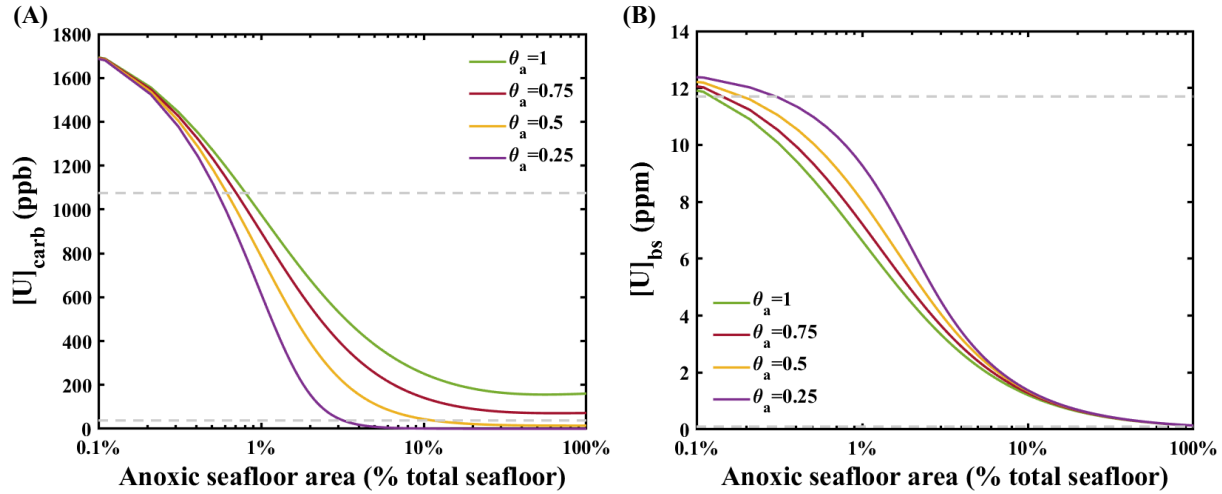 (A)
[U]carb (ppb)
1800
1600
1400
1200
1000
800
600
400
200
0
θa=1
θa=0.75
θa=0.5
θa=0.25
0.1%
1%
10%
100%
Anoxic seafloor area (% total seafloor)
(B)
[U]bs (ppm)
14
12
10
8
6
4
2
0
θa=1
θa=0.75
θa=0.5
θa=0.25
0.1%
1%
10%
100%
Anoxic seafloor area (% total seafloor)